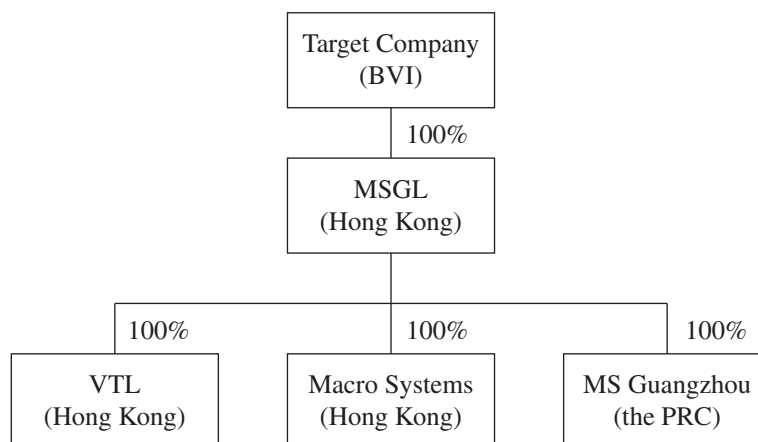 Target Company
(BVI)
100%
MSGL
(Hong Kong)
100%
100%
100%
VTL
(Hong Kong)
Macro Systems
(Hong Kong)
MS Guangzhou
(the PRC)